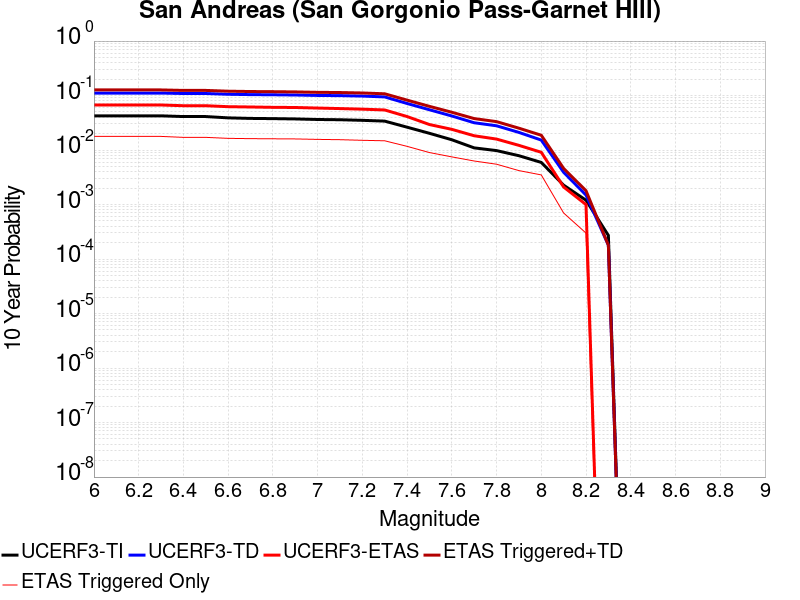 San Andreas (San Gorgonio Pass-Garnet HIll)
10^0
10^-1
10^-2
10^-3
10^-4
10^-5
10^-6
10^-7
10^-8
10 Year Probability
6 6.2 6.4 6.6 6.8 7 7.2 7.4 7.6 7.8 8 8.2 8.4 8.6 8.8 9
Magnitude
UCERF3-TI UCERF3-TD UCERF3-ETAS ETAS Triggered+TD
ETAS Triggered Only